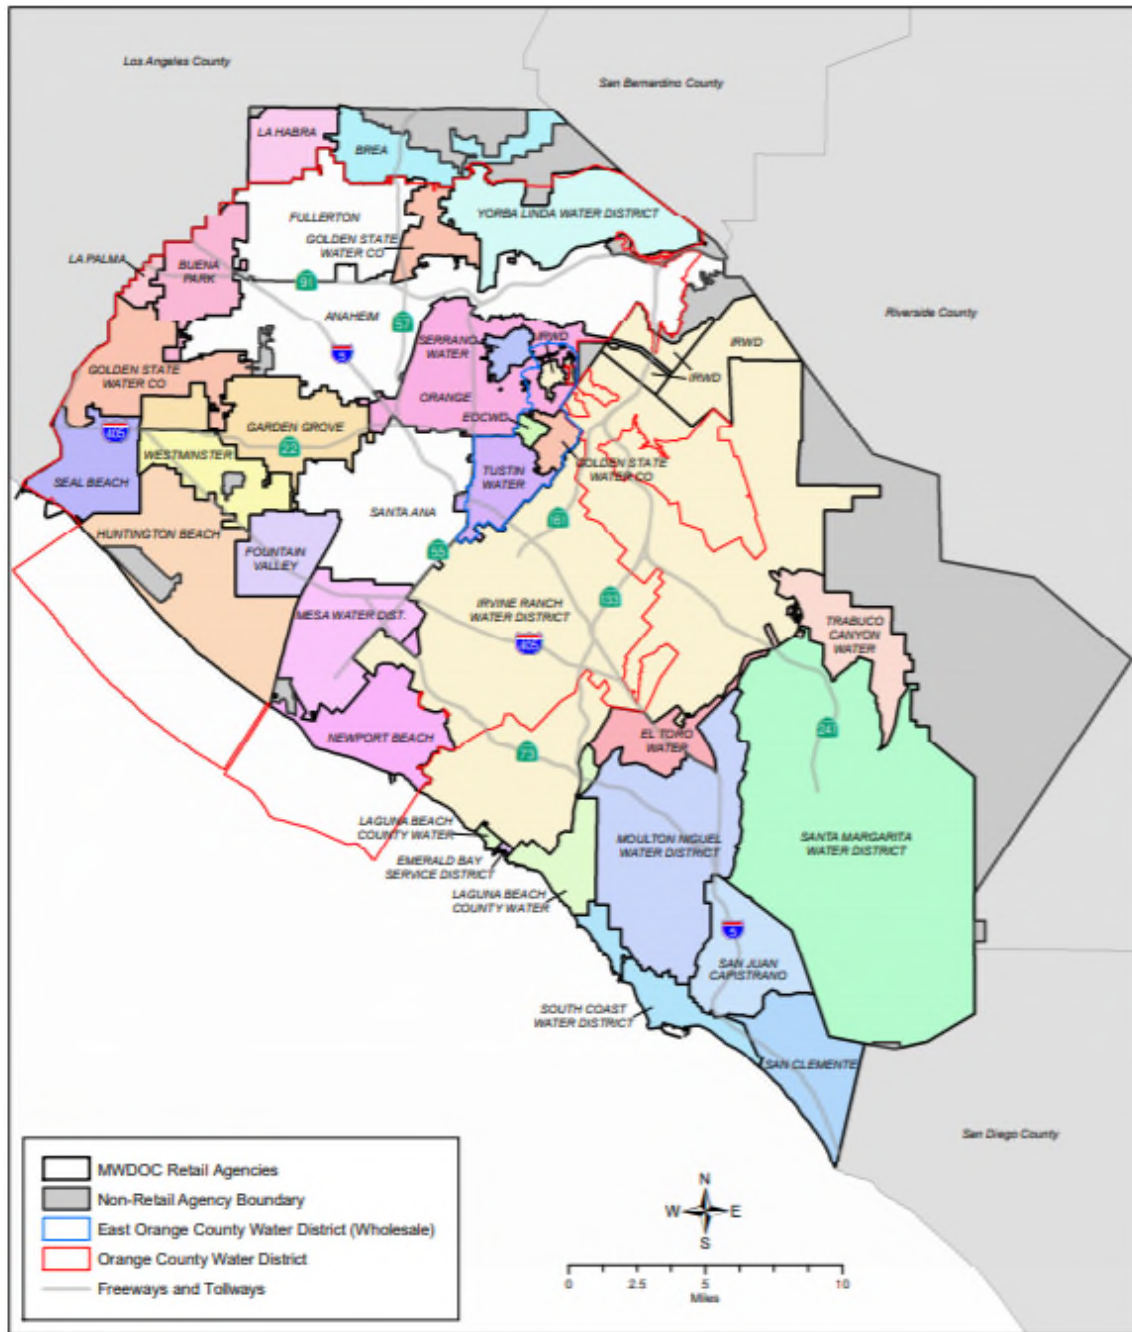 Los Angeles County
San Bernardino County
LA HABRA
BREA
FULLERTON
YORBA LINDA WATER DISTRICT
GOLDEN STATE
WATER CO
LA PALMA
BUENA
PARK
91
Riverside County
ANAHEIM
57
SERRANO
WATER
IRWD
IRWD
5
GOLDEN STATE
WATER CO
IRWD
ORANGE
EOCWD
405
GARDEN GROVE
22
WESTMINSTER
GOLDEN STATE
WATER CO
SEAL BEACH
TUSTIN
WATER
SANTA ANA
261
HUNTINGTON BEACH
FOUNTAIN
VALLEY
55
133
IRVINE RANCH
WATER DISTRICT
MESA WATER DIST.
TRABUCO
CANYON
WATER
405
NEWPORT BEACH
73
EL TORO
WATER
241
LAGUNA BEACH
COUNTY WATER
MOULTON NIGUEL
WATER DISTRICT
SANTA MARGARITA
WATER DISTRICT
EMERALD BAY
SERVICE DISTRICT
LAGUNA BEACH
COUNTY WATER
5
SAN JUAN
CAPISTRANO
SOUTH COAST
WATER DISTRICT
SAN CLEMENTE
San Diego County
MWDOC Retail Agencies
Non-Retail Agency Boundary
East Orange County Water District (Wholesale)
Orange County Water District
Freeways and Tollways
N
W E
S
0 2.5 5 10
Miles